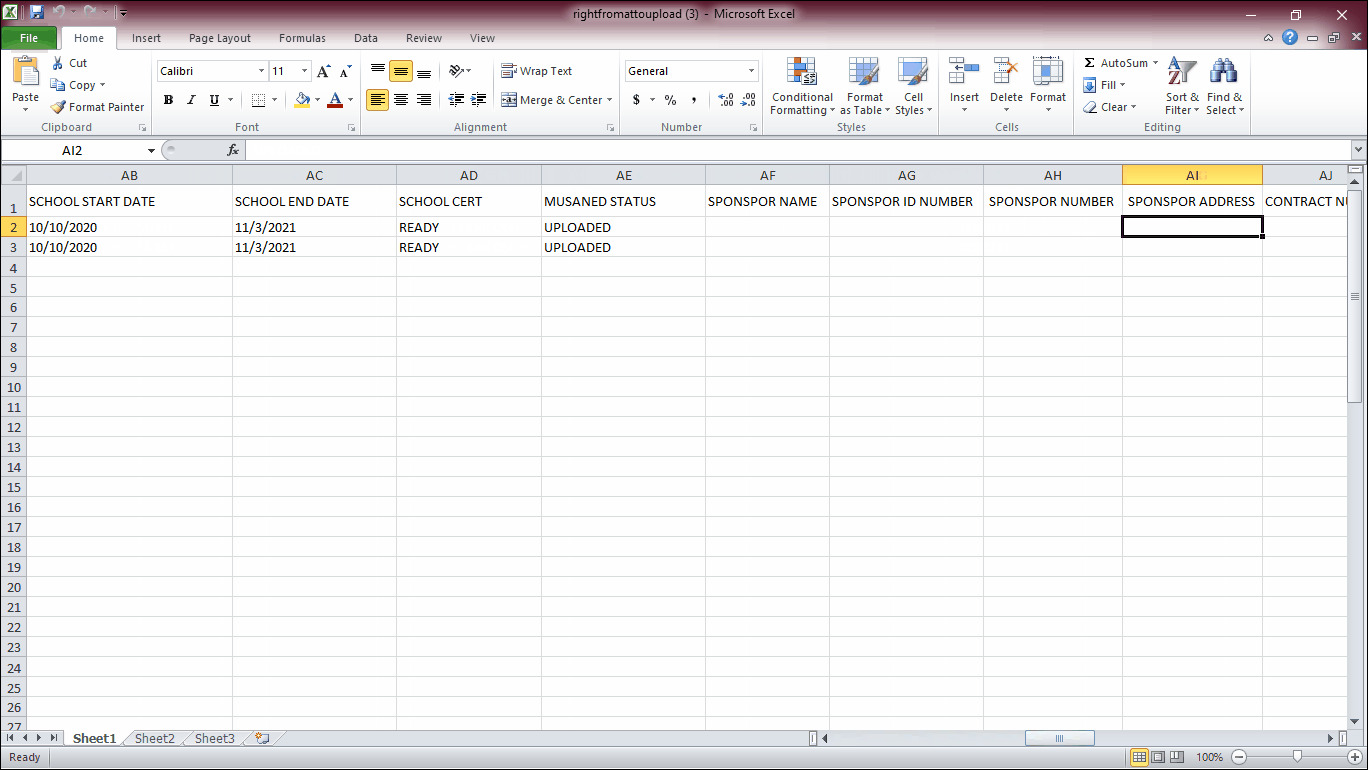 rightfromattoupload (3) - Microsoft Excel
File Home Insert Page Layout Formulas Data Review View
Paste Cut Copy Format Painter Clipboard
Calibri 11 B I U Font
Wrap Text Merge & Center Alignment
General $ % , Number
Conditional Formatting Format as Table Cell Styles Styles
Insert Delete Format Cells
AutoSum Fill Clear Sort & Filter Find & Select Editing
AI2 fx
AB AC AD AE AF AG AH AI AJ
1 SCHOOL START DATE SCHOOL END DATE SCHOOL CERT MUSANED STATUS SPONSPOR NAME SPONSPOR ID NUMBER SPONSPOR NUMBER SPONSPOR ADDRESS CONTRACT
2 10/10/2020 11/3/2021 READY UPLOADED
3 10/10/2020 11/3/2021 READY UPLOADED
4
5
6
7
8
9
10
11
12
13
14
15
16
17
18
19
20
21
22
23
24
25
26
27
Sheet1 Sheet2 Sheet3
Ready 100%